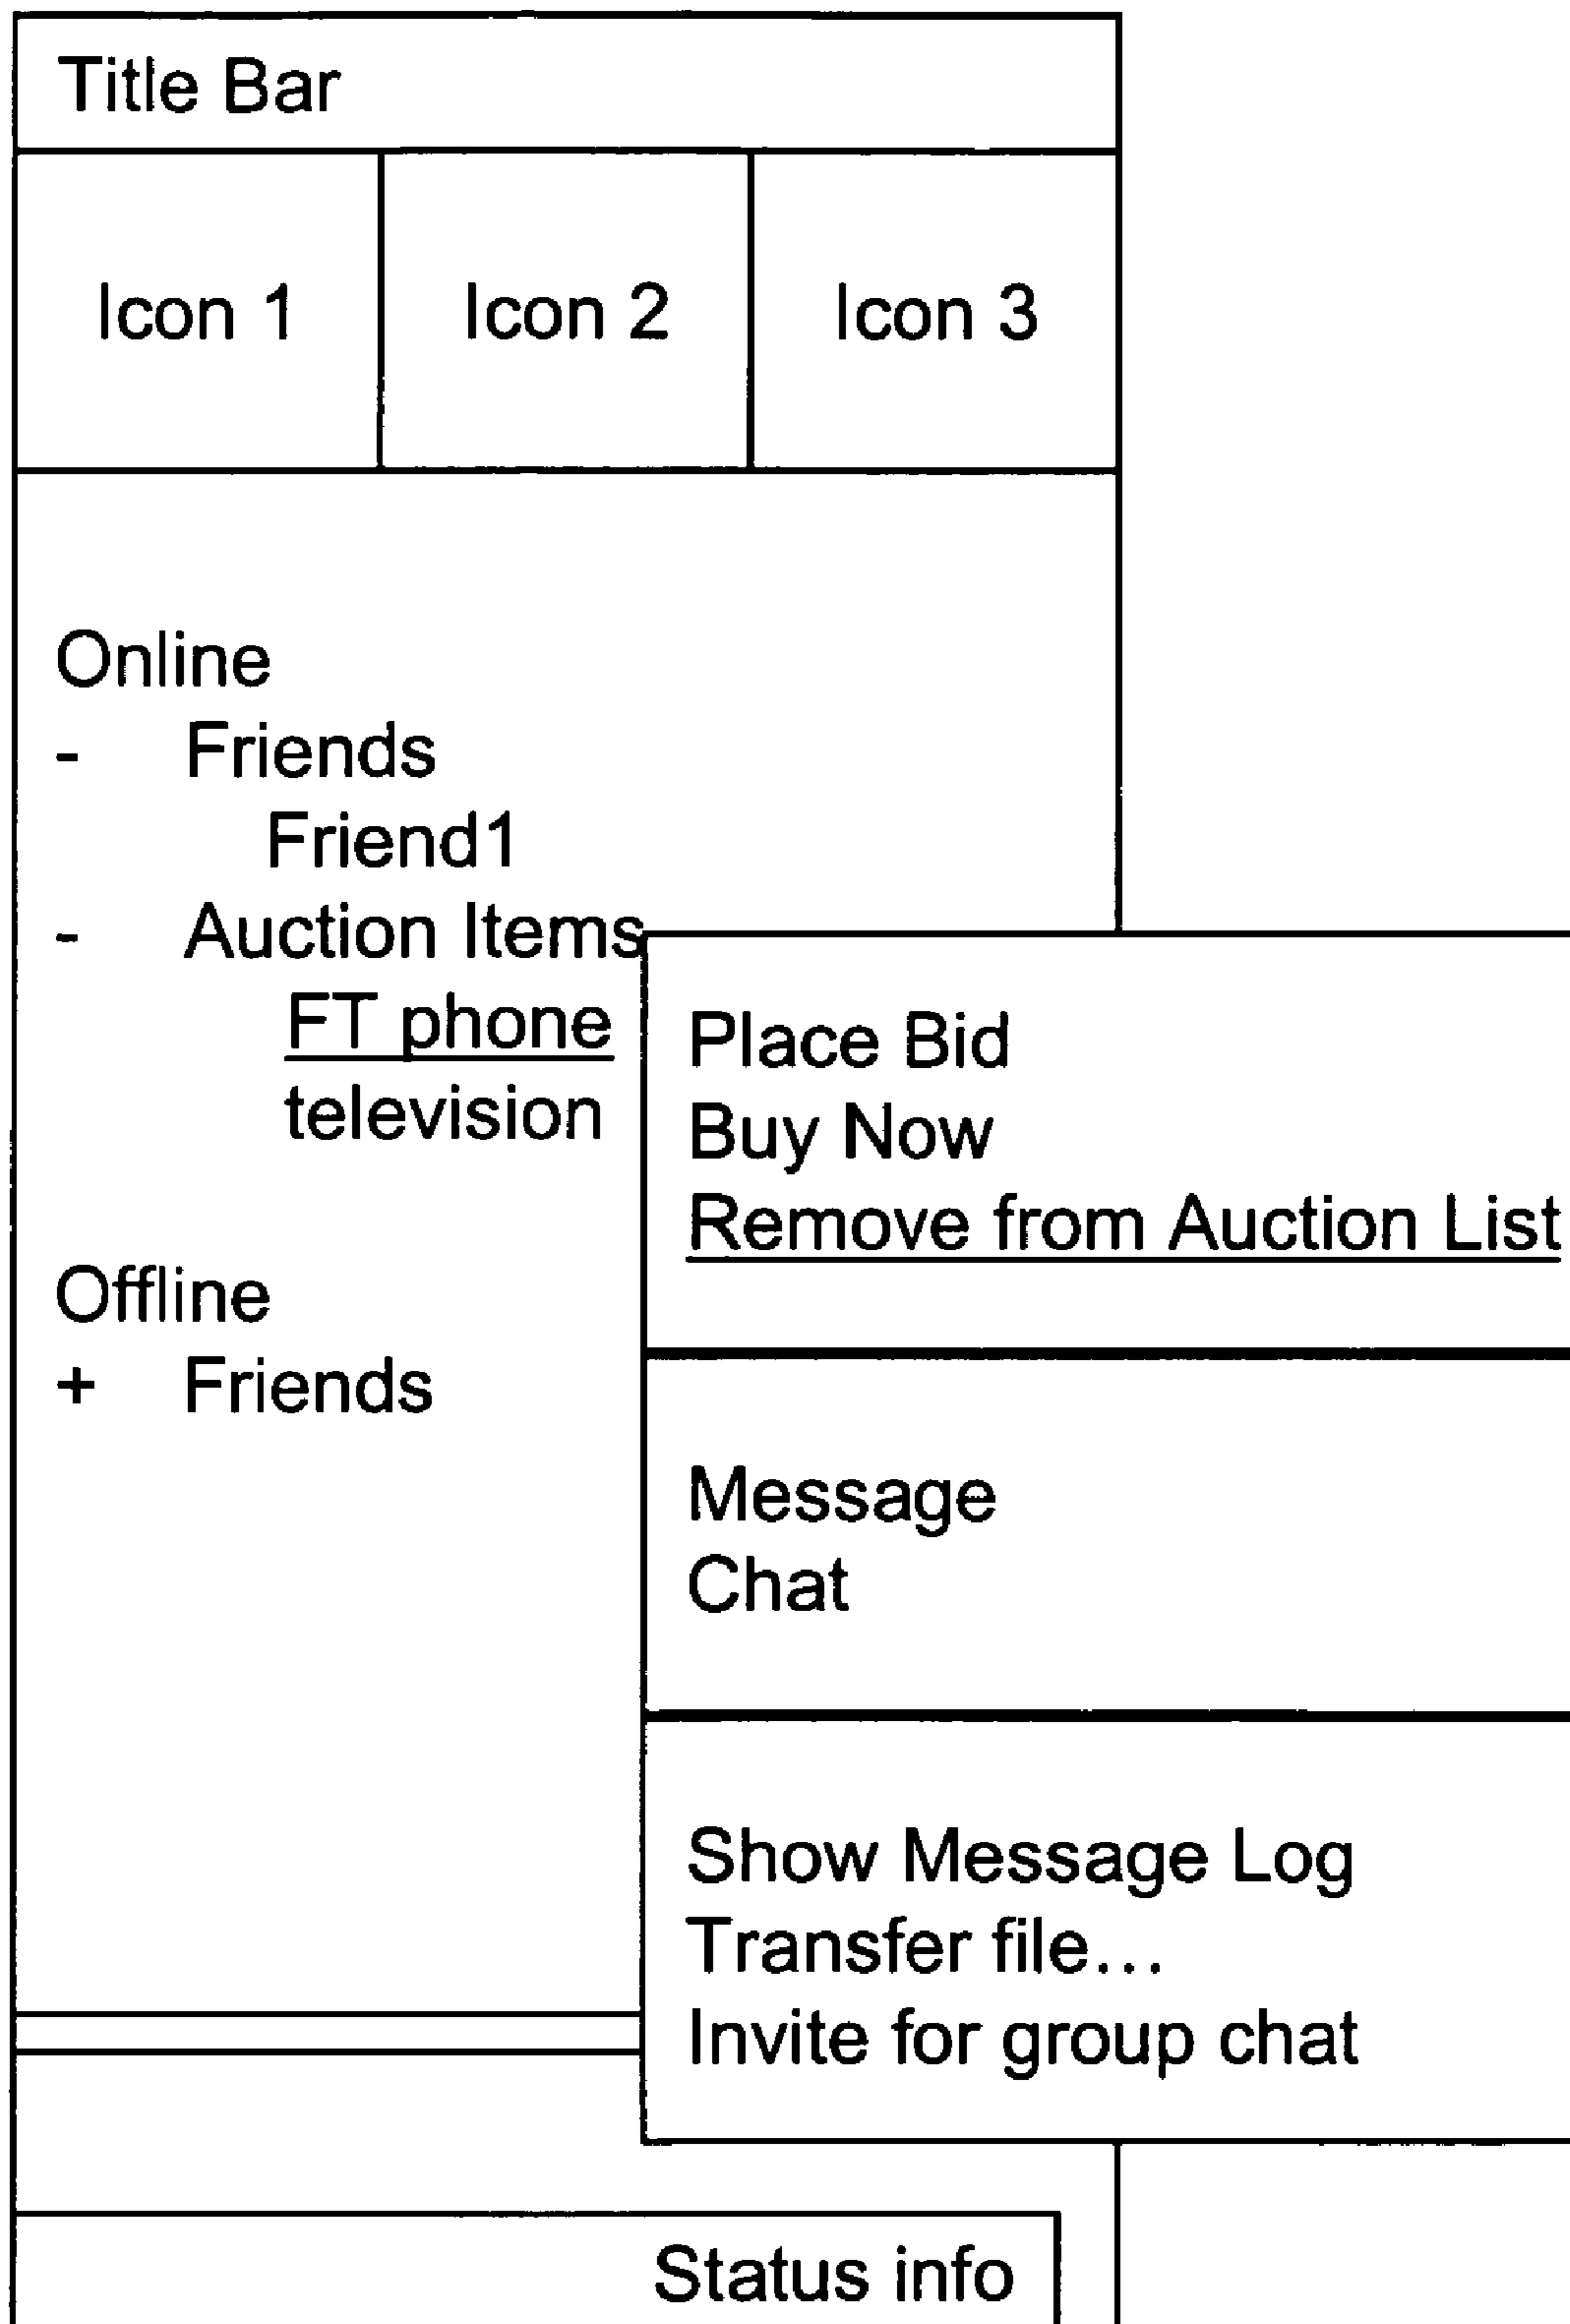 Title Bar
Icon 1 Icon 2 Icon 3
Online
- Friends
Friend1
- Auction Items
FT phone
television
Offline
+ Friends
Place Bid
Buy Now
Remove from Auction List
Message
Chat
Show Message Log
Transfer file...
Invite for group chat
Status info